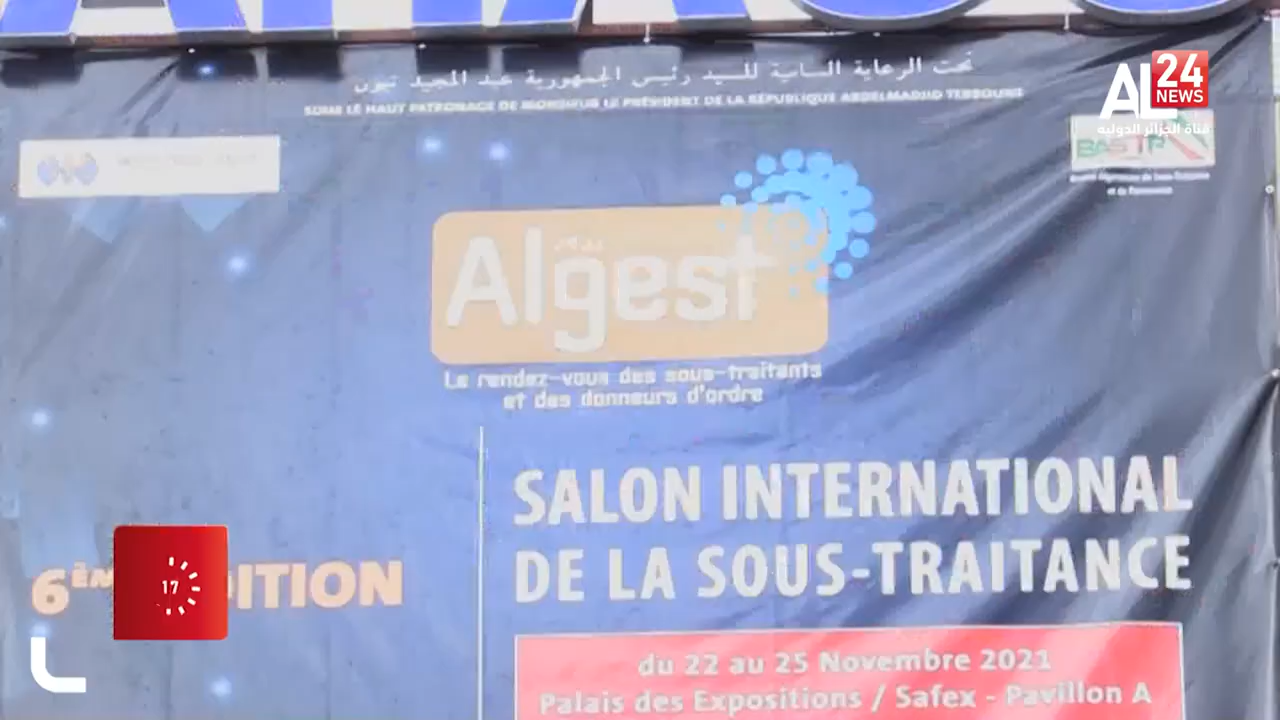 تحت الرعاية السامية للسيد رئيس الجمهورية عبد المجيد تبون
SOUS LE HAUT PATRONAGE DE MONSIEUR LE PRÉSIDENT DE LA RÉPUBLIQUE ABDELMADJID TEBBOUNE
AL24
NEWS
قناة الجزائر الدولية
BASTP
Algest
Le rendez-vous des sous-traitants
et des donneurs d'ordre
SALON INTERNATIONAL
DE LA SOUS-TRAITANCE
17
du 22 au 25 Novembre 2021
Palais des Expositions / Safex - Pavillon A